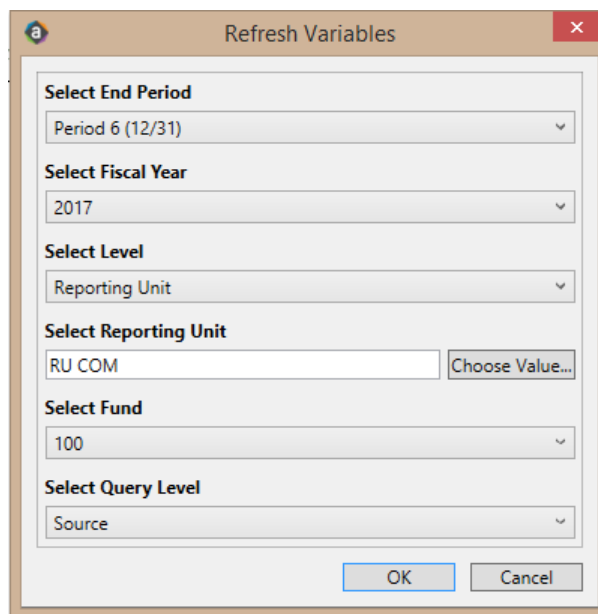 Refresh Variables
Select End Period
Period 6 (12/31)
Select Fiscal Year
2017
Select Level
Reporting Unit
Select Reporting Unit
RU COM
Choose Value...
Select Fund
100
Select Query Level
Source
OK
Cancel